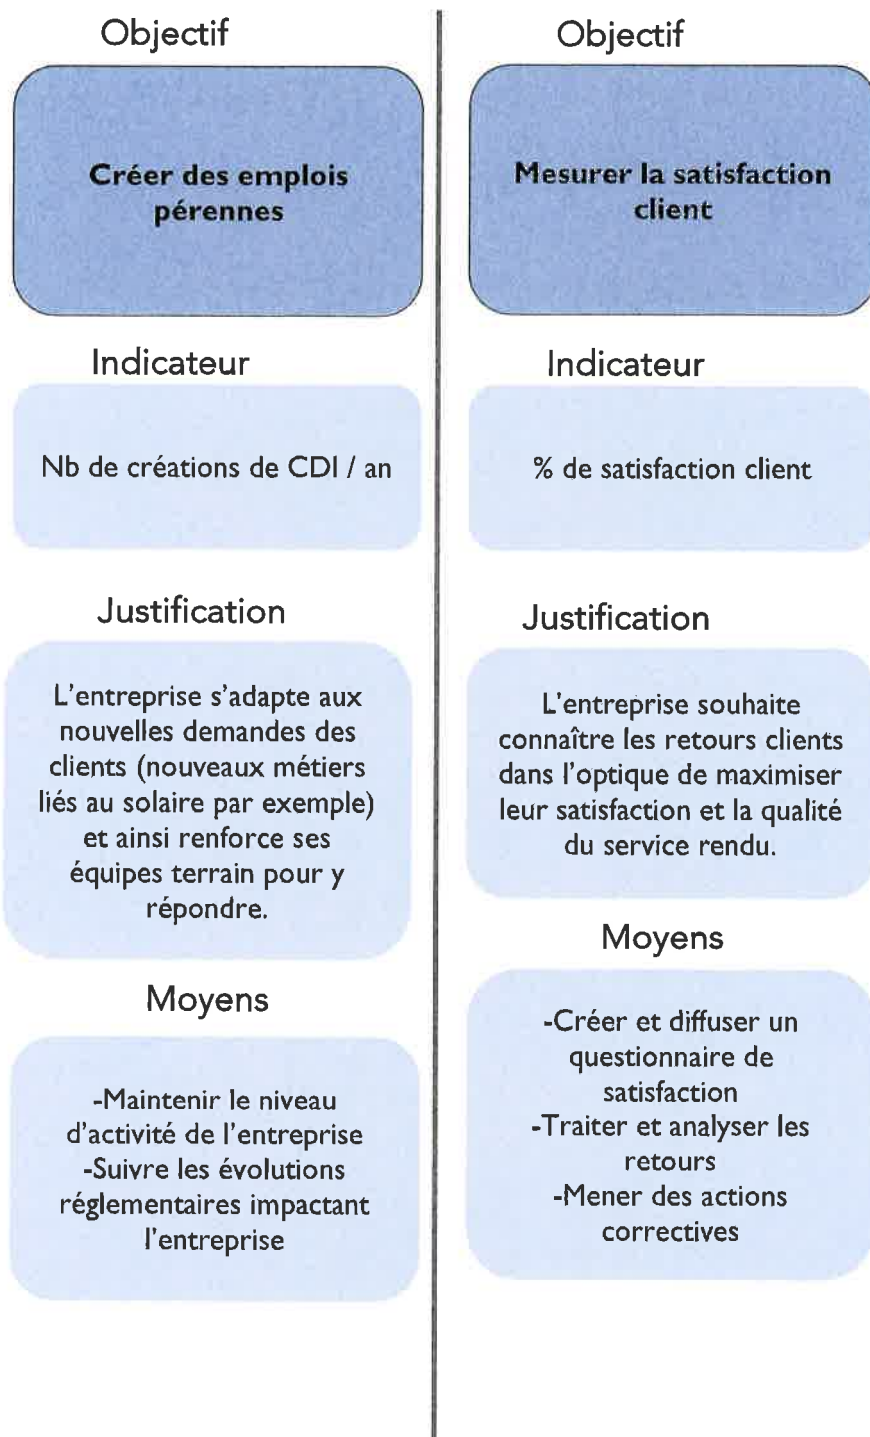 Objectif
Créer des emplois
pérennes
Indicateur
Nb de créations de CDI / an
Justification
L'entreprise s'adapte aux
nouvelles demandes des
clients (nouveaux métiers
liés au solaire par exemple)
et ainsi renforce ses
équipes terrain pour y
répondre.
Moyens
-Maintenir le niveau
d'activité de l'entreprise
-Suivre les évolutions
réglementaires impactant
l'entreprise
Objectif
Mesurer la satisfaction
client
Indicateur
% de satisfaction client
Justification
L'entreprise souhaite
connaître les retours clients
dans l'optique de maximiser
leur satisfaction et la qualité
du service rendu.
Moyens
-Créer et diffuser un
questionnaire de
satisfaction
-Traiter et analyser les
retours
-Mener des actions
correctives